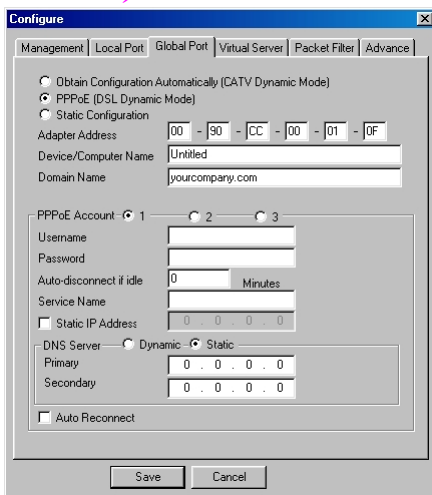 Configure
Management Local Port Global Port Virtual Server Packet Filter Advance
Obtain Configuration Automatically (CATV Dynamic Mode)
PPPoE (DSL Dynamic Mode)
Static Configuration
Adapter Address 00 - 90 - CC - 00 - 01 - 0F
Device/Computer Name Untitled
Domain Name yourcompany.com
PPPoE Account 1 2 3
Username
Password
Auto-disconnect if idle 0 Minutes
Service Name
Static IP Address 0 . 0 . 0 . 0
DNS Server Dynamic Static
Primary 0 . 0 . 0 . 0
Secondary 0 . 0 . 0 . 0
Auto Reconnect
Save Cancel